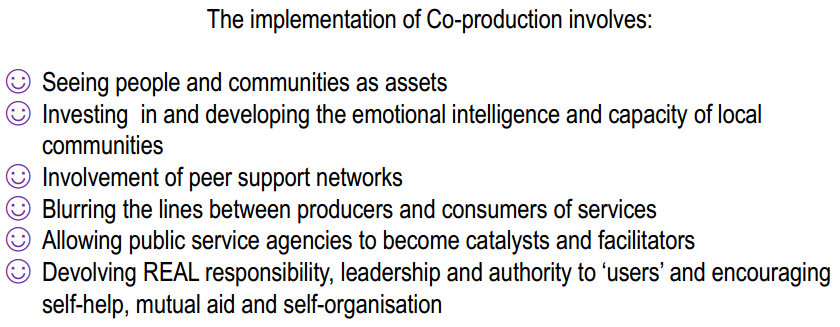 The implementation of Co-production involves:
Seeing people and communities as assets
Investing  in and developing the emotional intelligence and capacity of local
communities
Involvement of peer support networks
Blurring the lines between producers and consumers of services
Allowing public service agencies to become catalysts and facilitators
Devolving REAL responsibility, leadership and authority to ‘users’ and encouraging
self-help, mutual aid and self-organisation